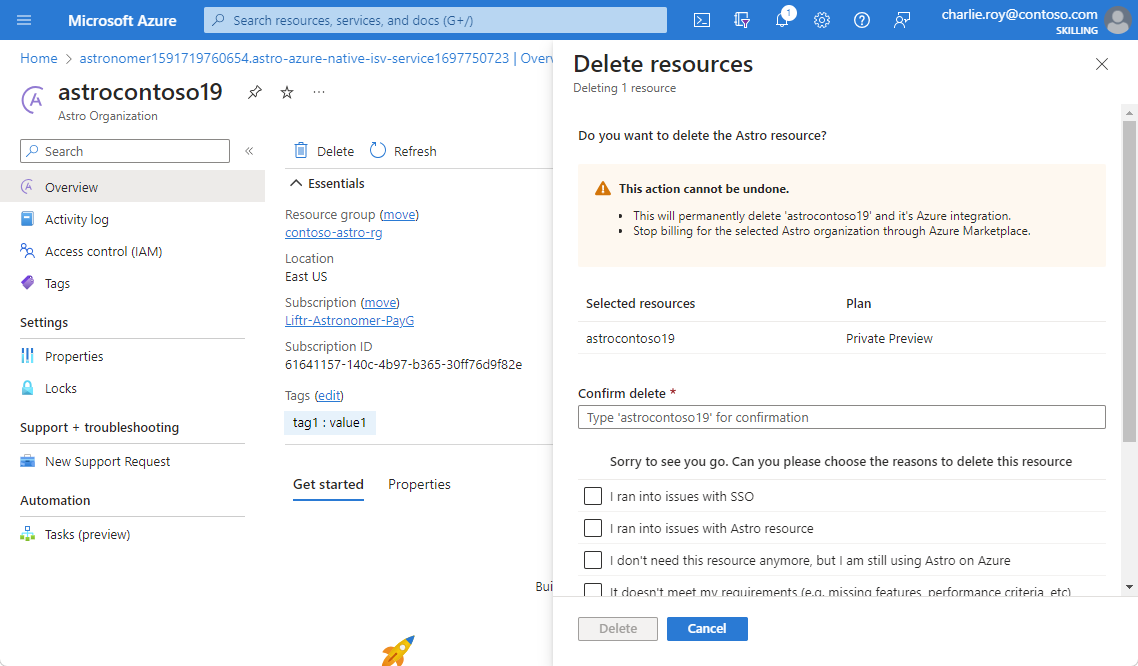 Microsoft Azure
Search resources, services, and docs (G+/)
1
charlie.roy@contoso.com
SKILLING
Home > astronomer1591719760654.astro-azure-native-isv-service1697750723 | Overv
astrocontoso19
...
Astro Organization
Search
«
Overview
Activity log
Access control (IAM)
Tags
Settings
Properties
Locks
Support + troubleshooting
New Support Request
Automation
Tasks (preview)
Delete
Refresh
Essentials
Resource group (move)
contoso-astro-rg
Location
East US
Subscription (move)
Liftr-Astronomer-PayG
Subscription ID
61641157-140c-4b97-b365-30ff76d9f82e
Tags (edit)
tag1 : value1
Get started
Properties
Bui
Delete resources
Deleting 1 resource
Do you want to delete the Astro resource?
This action cannot be undone.
• This will permanently delete 'astrocontoso19' and it's Azure integration.
• Stop billing for the selected Astro organization through Azure Marketplace.
Selected resources
Plan
astrocontoso19
Private Preview
Confirm delete *
Type 'astrocontoso19' for confirmation
Sorry to see you go. Can you please choose the reasons to delete this resource
I ran into issues with SSO
I ran into issues with Astro resource
I don't need this resource anymore, but I am still using Astro on Azure
It doesn't meet my requirements (e.g. missing features, performance criteria, etc)
Delete
Cancel